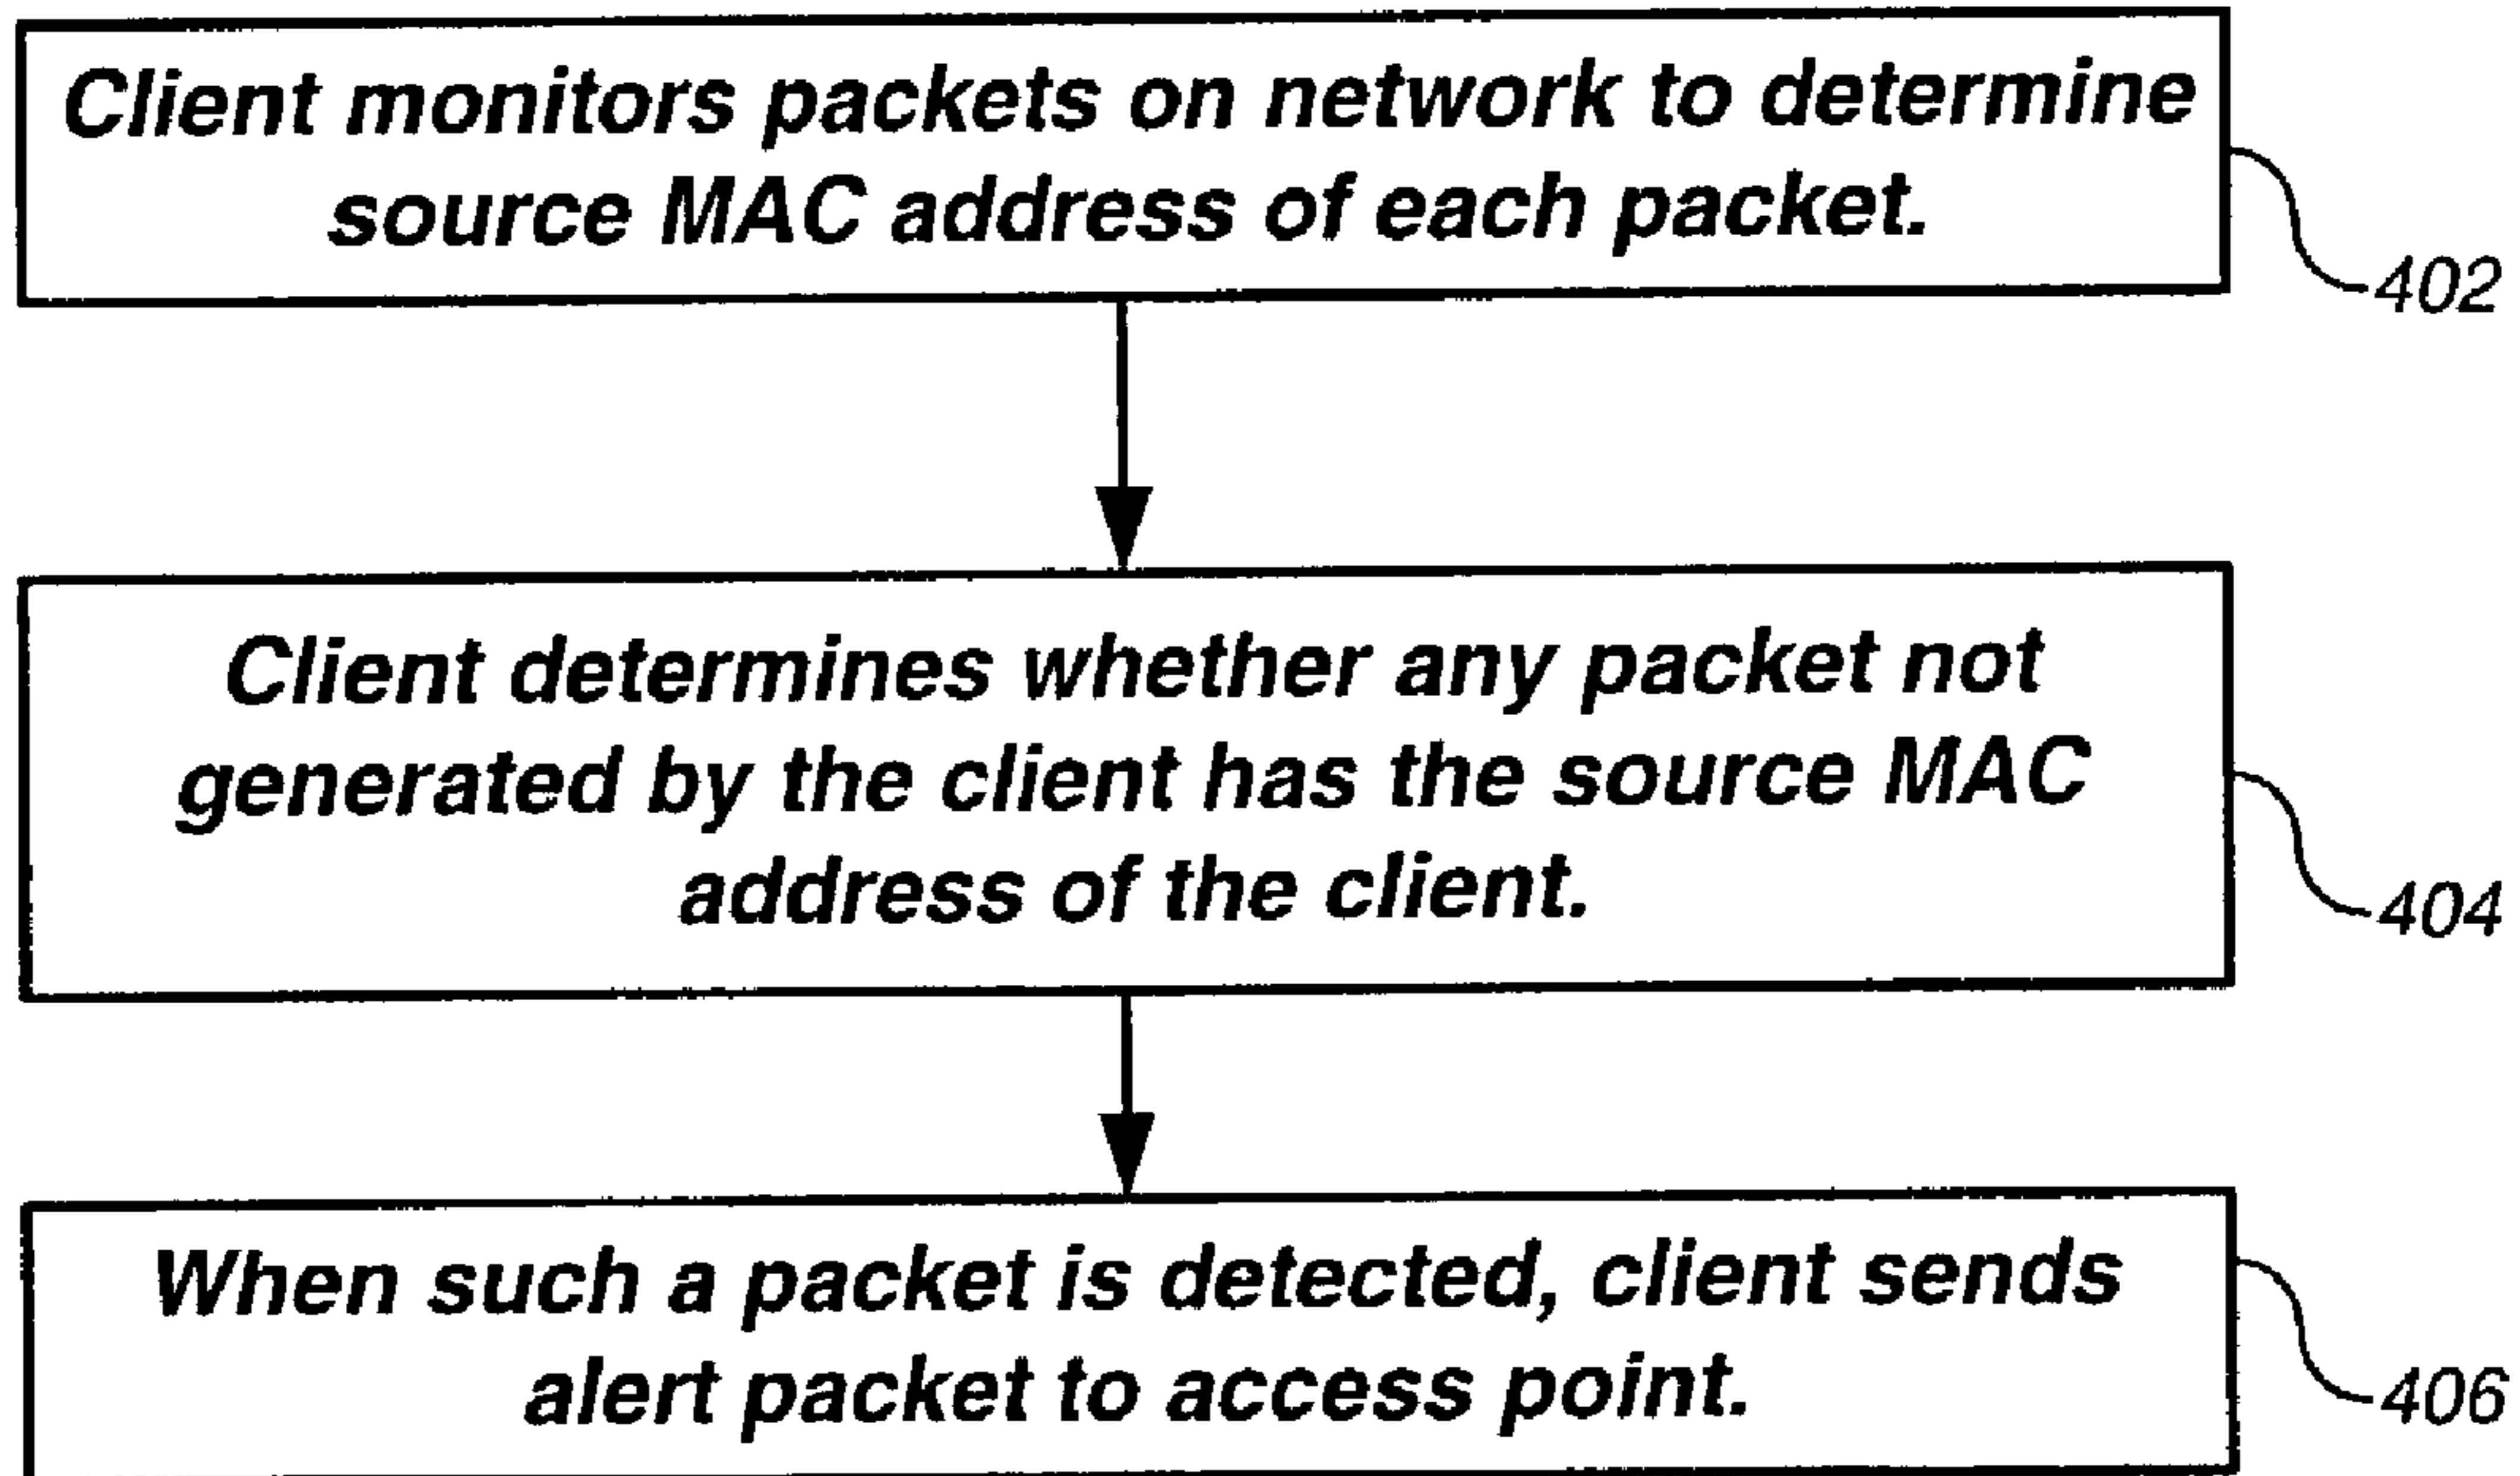 Client monitors packets on network to determine
source MAC address of each packet.
402
Client determines whether any packet not
generated by the client has the source MAC
address of the client.
404
When such a packet is detected, client sends
alert packet to access point.
406